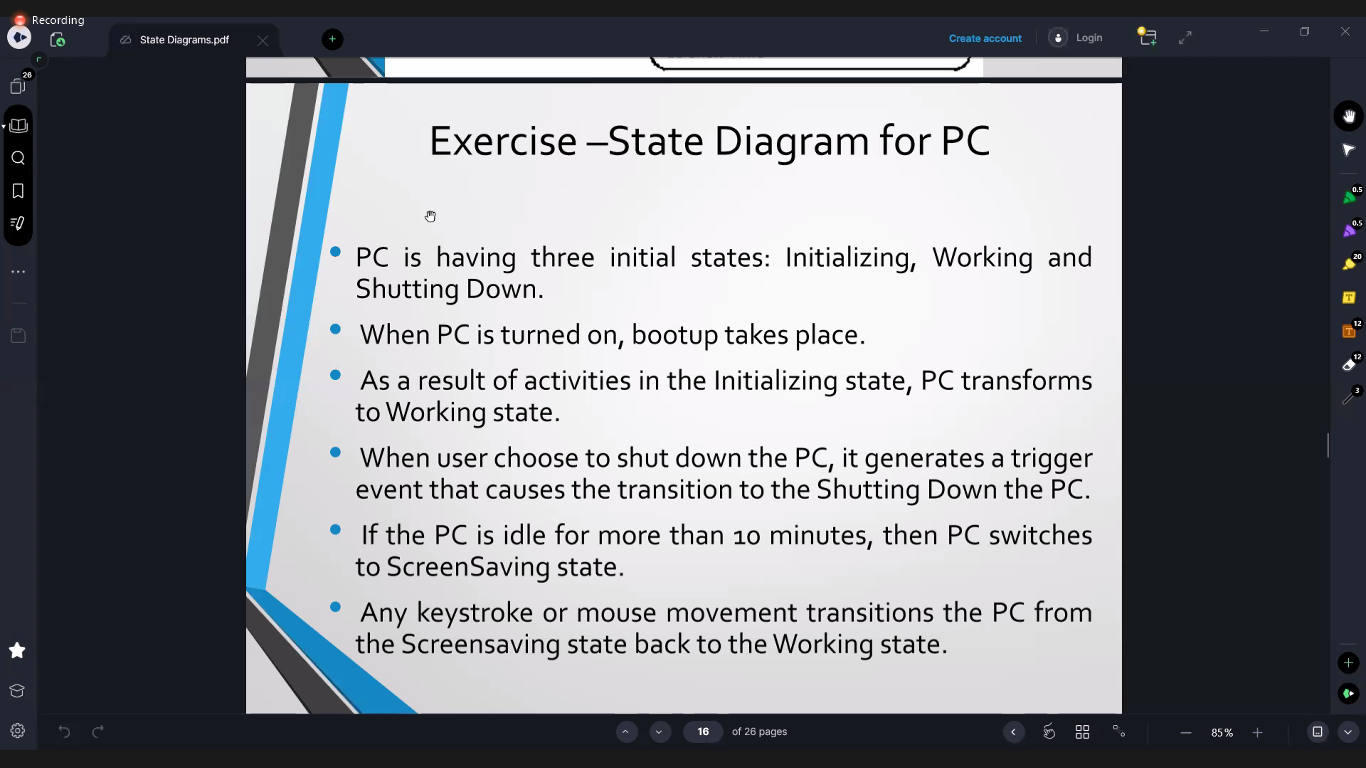 Recording
State Diagrams.pdf
Create account
Login
26
Exercise –State Diagram for PC
PC is having three initial states: Initializing, Working and
Shutting Down.
When PC is turned on, bootup takes place.
As a result of activities in the Initializing state, PC transforms
to Working state.
When user choose to shut down the PC, it generates a trigger
event that causes the transition to the Shutting Down the PC.
If the PC is idle for more than 10 minutes, then PC switches
to ScreenSaving state.
Any keystroke or mouse movement transitions the PC from
the Screensaving state back to the Working state.
0.5
0.5
20
12
12
3
16 of 26 pages
85%